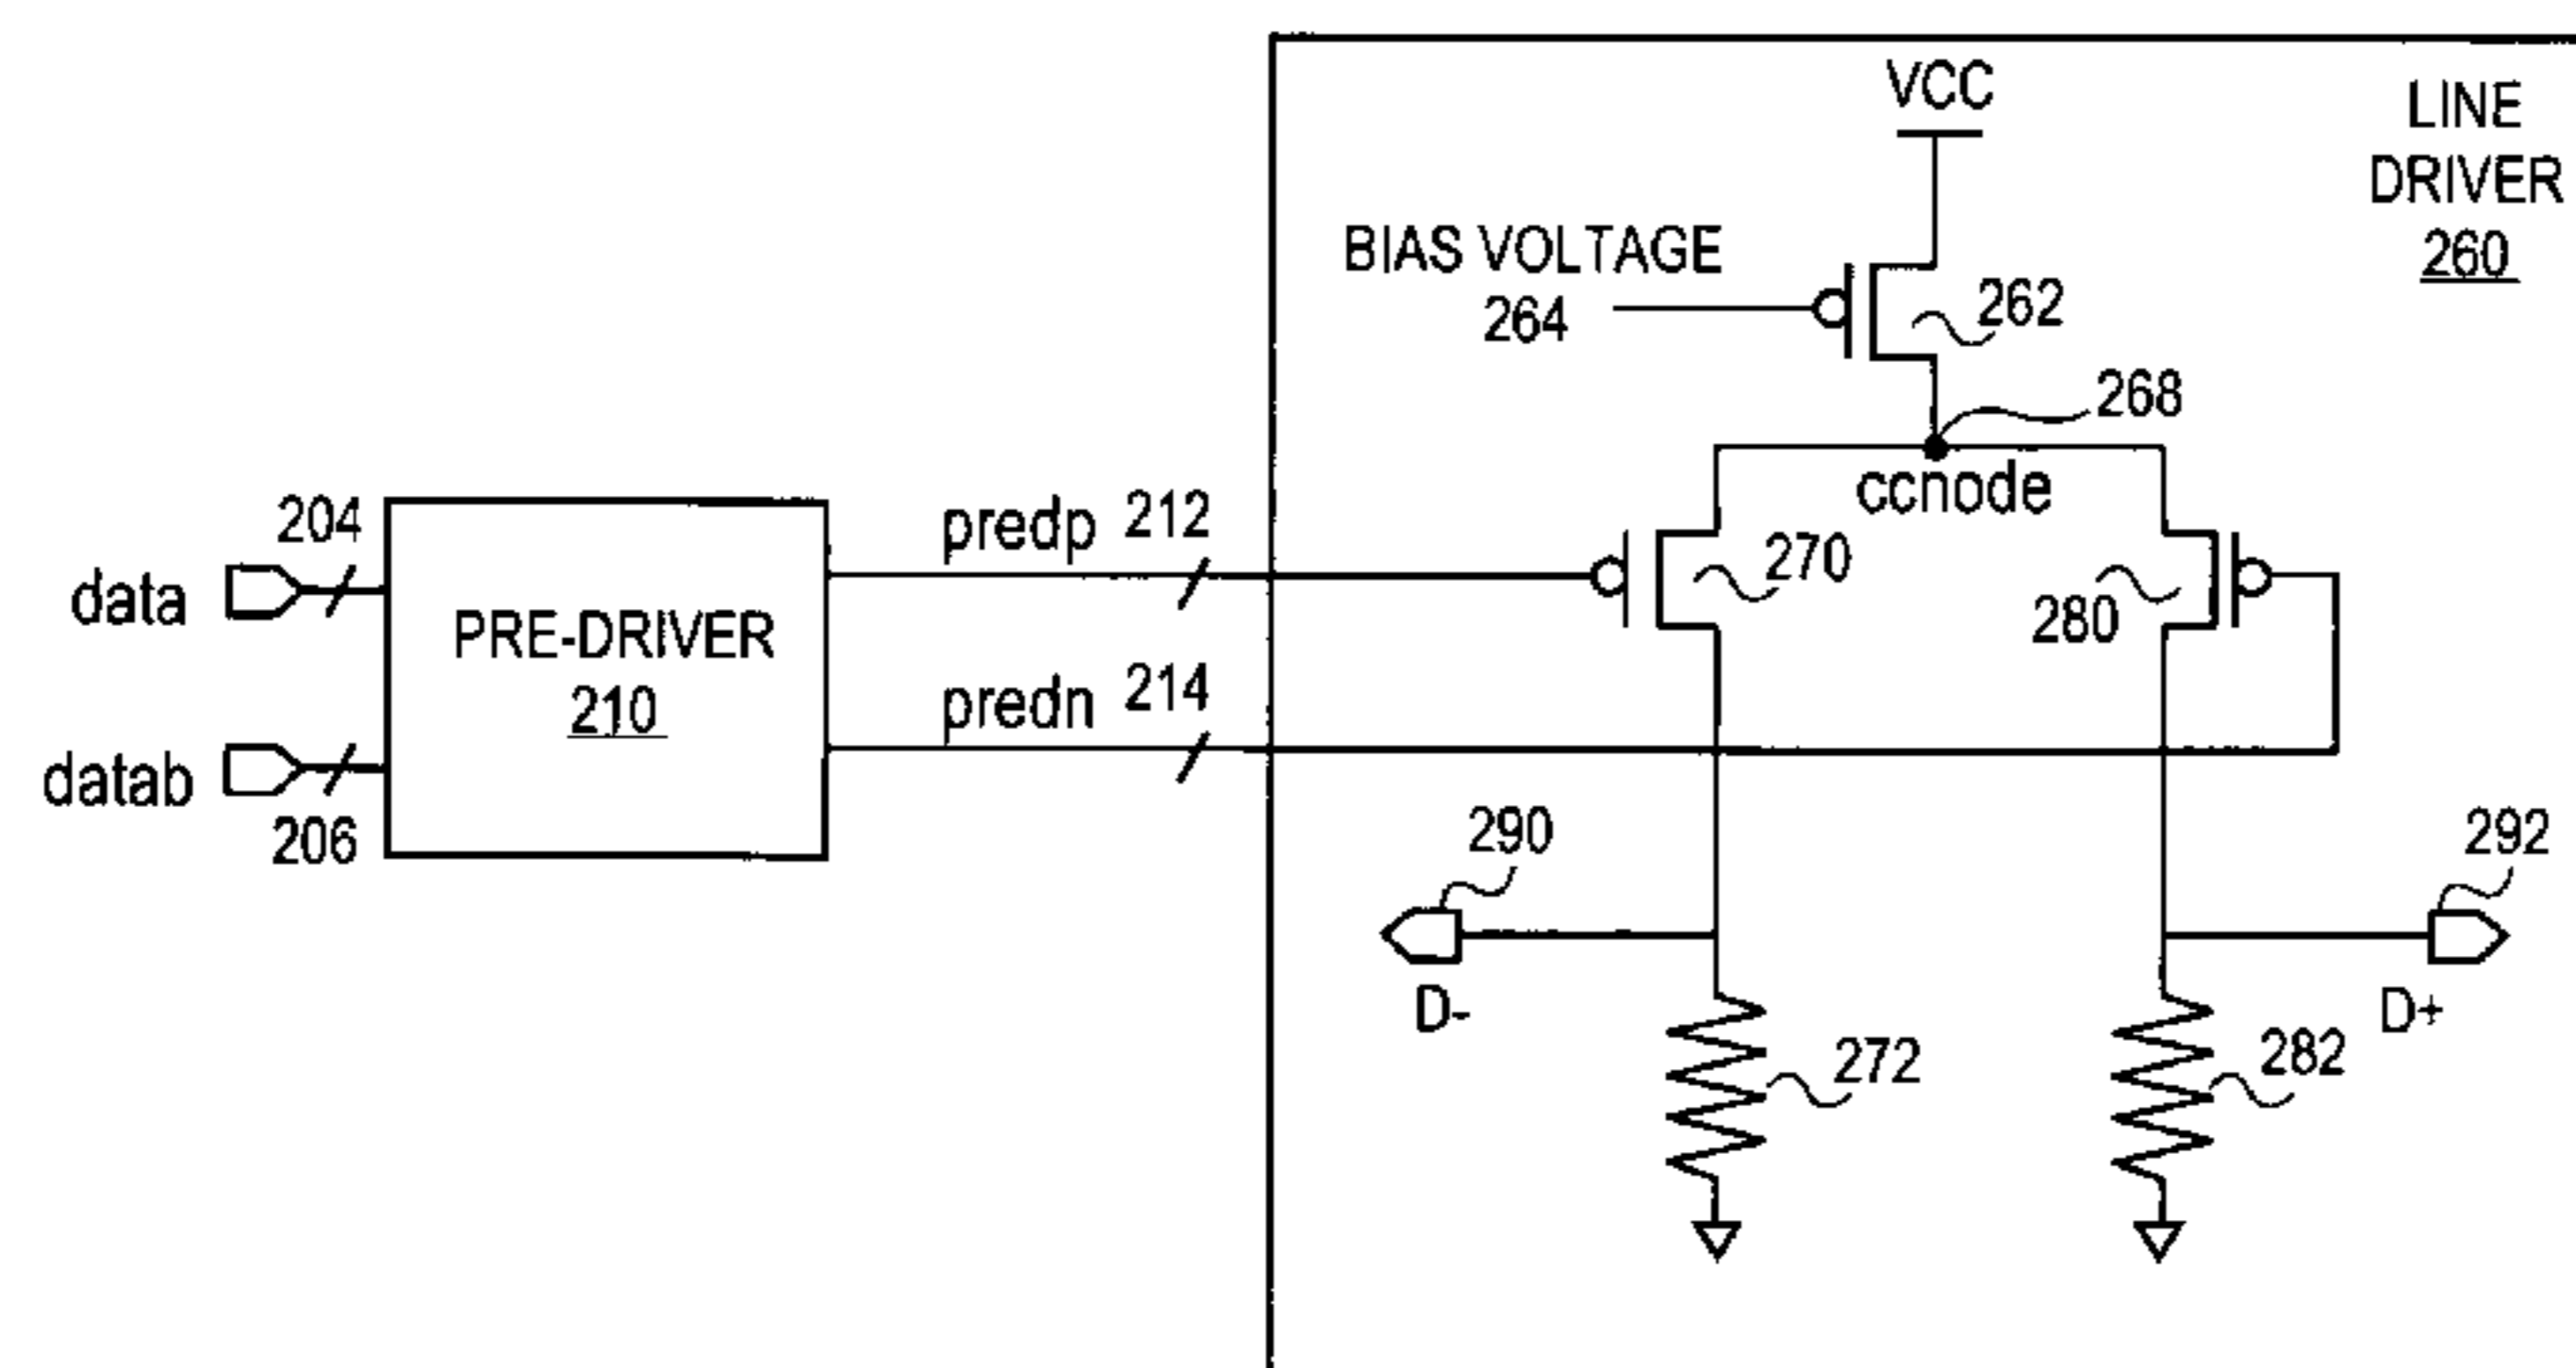 VCC
LINE
DRIVER
260
BIAS VOLTAGE
264
262
268
ccnode
204
data
PRE-DRIVER
210
datab
206
predp 212
predn 214
270
280
290
D-
292
D+
272
282